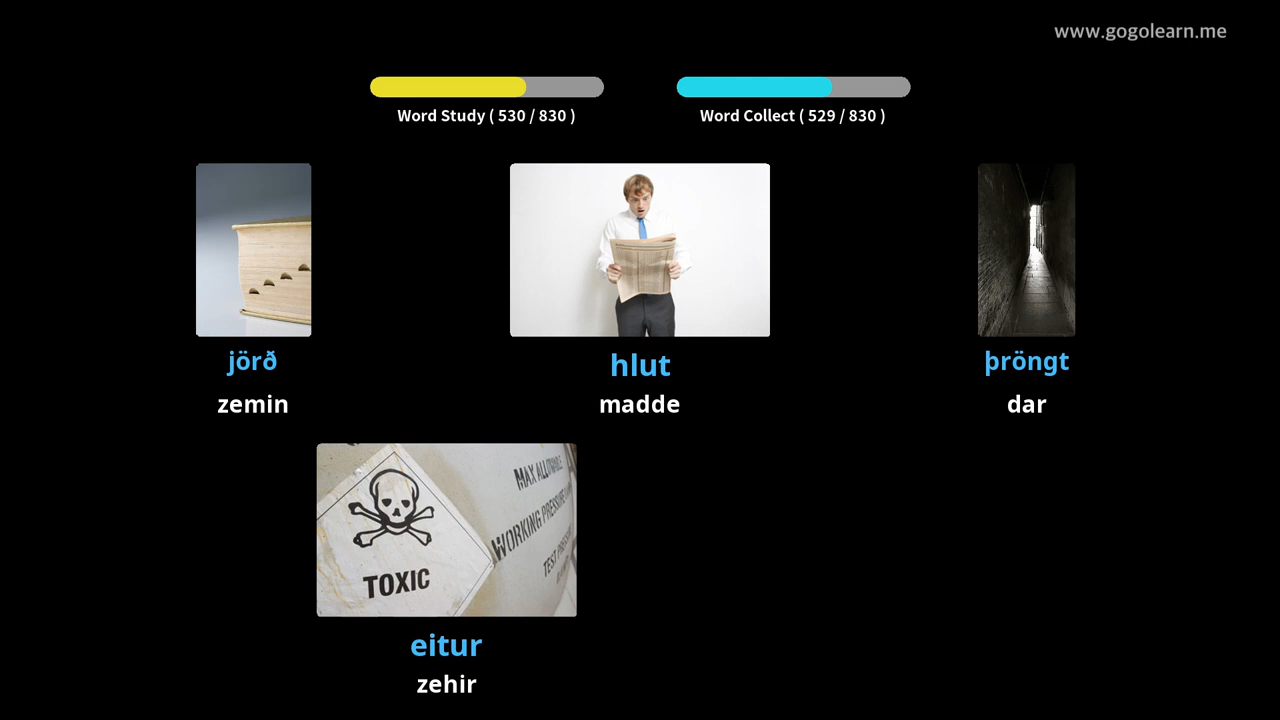 www.gogolearn.me
Word Study ( 530 / 830 )
Word Collect ( 529 / 830 )
jörð
zemin
hlut
madde
þröngt
dar
MAX ALLOWABLE
WORKING PRESSURE
TEST PRESSURE
TOXIC
eitur
zehir